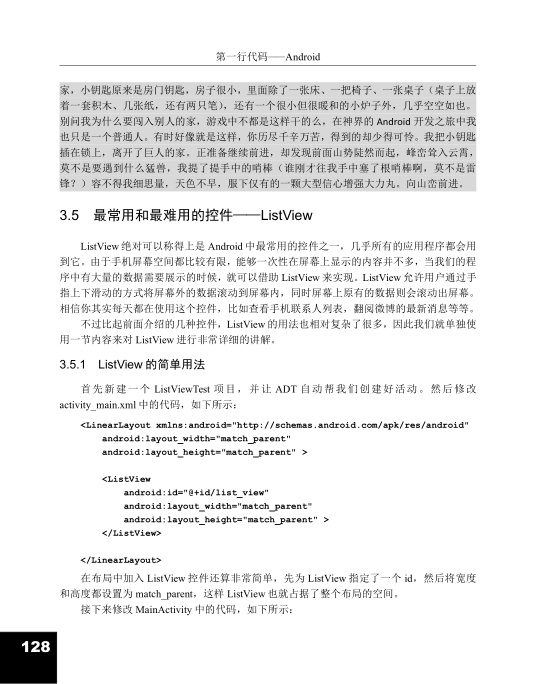 第一行代码——Android
家，小钥匙原来是房门钥匙，房子很小，里面除了一张床、一把椅子、一张桌子（桌子上放
着一套积木、几张纸，还有两只笔），还有一个很小但很暖和的小炉子外，几乎空空如也。
别问我为什么要闯入别人的家，游戏中不都是这样干的么，在神界的 Android 开发之旅中我
也只是一个普通人。有时好像就是这样，你历尽千辛万苦，得到的却少得可怜。我把小钥匙
插在锁上，离开了巨人的家。正准备继续前进，却发现前面山势陡然而起，峰峦耸入云霄，
莫不是要遇到什么猛兽，我提了提手中的哨棒（谁刚才往我手中塞了根哨棒啊，莫不是雷
锋？）容不得我细思量，天色不早，服下仅有的一颗大型信心增强大力丸。向山峦前进。
3.5 最常用和最难用的控件——ListView
ListView 绝对可以称得上是 Android 中最常用的控件之一，几乎所有的应用程序都会用
到它。由于手机屏幕空间都比较有限，能够一次性在屏幕上显示的内容并不多，当我们的程
序中有大量的数据需要展示的时候，就可以借助 ListView 来实现。ListView 允许用户通过手
指上下滑动的方式将屏幕外的数据滚动到屏幕内，同时屏幕上原有的数据则会滚动出屏幕。
相信你其实每天都在使用这个控件，比如查看手机联系人列表，翻阅微博的最新消息等等。
不过比起前面介绍的几种控件，ListView 的用法也相对复杂了很多，因此我们就单独使
用一节内容来对 ListView 进行非常详细的讲解。
3.5.1 ListView 的简单用法
首先新建一个 ListViewTest 项目，并让 ADT 自动帮我们创建好活动。然后修改
activity_main.xml 中的代码，如下所示：
<LinearLayout xmlns:android="http://schemas.android.com/apk/res/android"
android:layout_width="match_parent"
android:layout_height="match_parent" >
<ListView
android:id="@+id/list_view"
android:layout_width="match_parent"
android:layout_height="match_parent" >
</ListView>
</LinearLayout>
在布局中加入 ListView 控件还算非常简单，先为 ListView 指定了一个 id，然后将宽度
和高度都设置为 match_parent，这样 ListView 也就占据了整个布局的空间。
接下来修改 MainActivity 中的代码，如下所示：
128